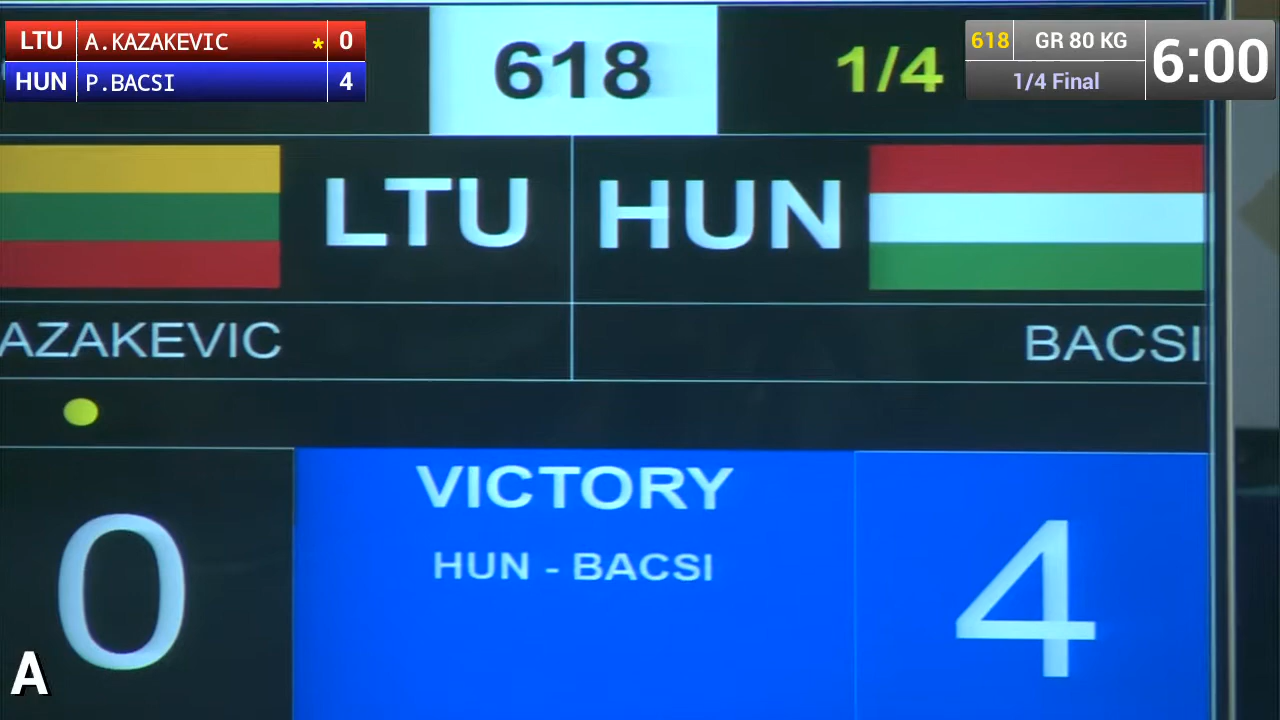 LTU A.KAZAKEVIC * 0
HUN P.BACSI 4
618 GR 80 KG
1/4 Final
6:00
618
1/4
LTU HUN
AZAKEVIC
BACSI
VICTORY
HUN - BACSI
0
4
A